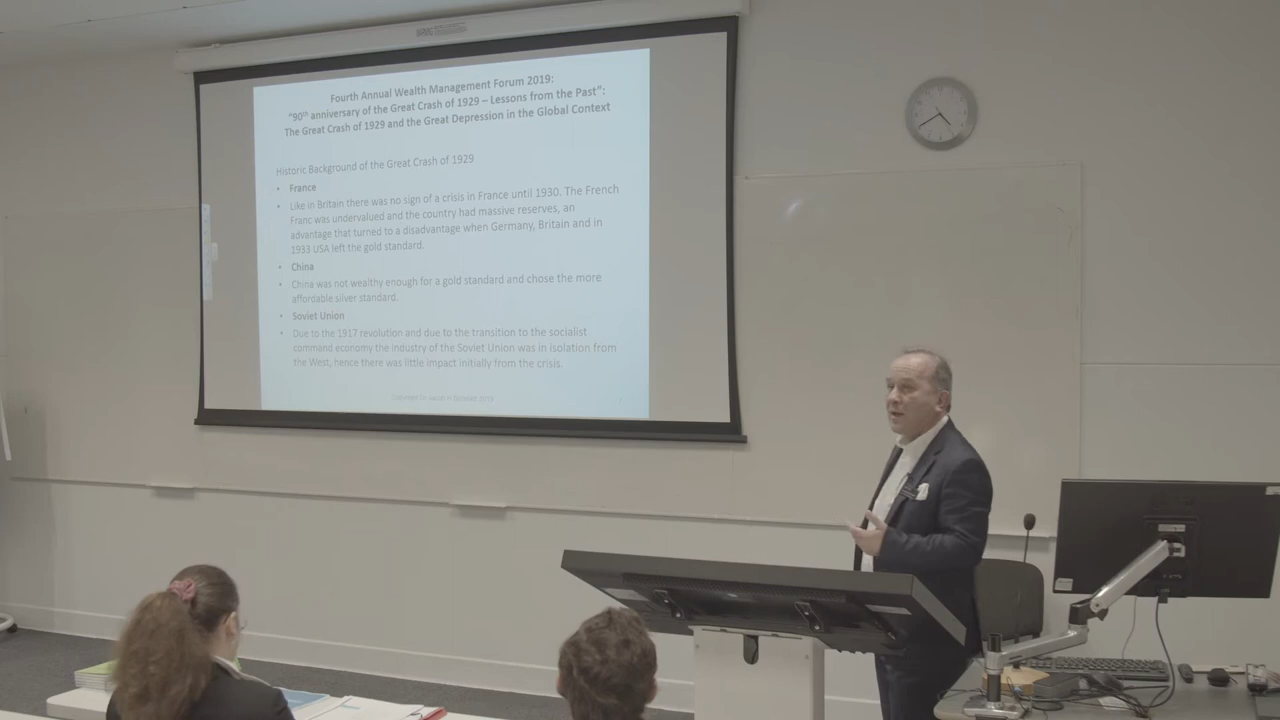 Fourth Annual Wealth Management Forum 2019:
"90th anniversary of the Great Crash of 1929 – Lessons from the Past":
The Great Crash of 1929 and the Great Depression in the Global Context
Historic Background of the Great Crash of 1929
• France
• Like in Britain there was no sign of a crisis in France until 1930. The French
Franc was undervalued and the country had massive reserves, an
advantage that turned to a disadvantage when Germany, Britain and in
1933 USA left the gold standard.
• China
• China was not wealthy enough for a gold standard and chose the more
affordable silver standard.
• Soviet Union
• Due to the 1917 revolution and due to the transition to the socialist
command economy the industry of the Soviet Union was in isolation from
the West, hence there was little impact initially from the crisis.